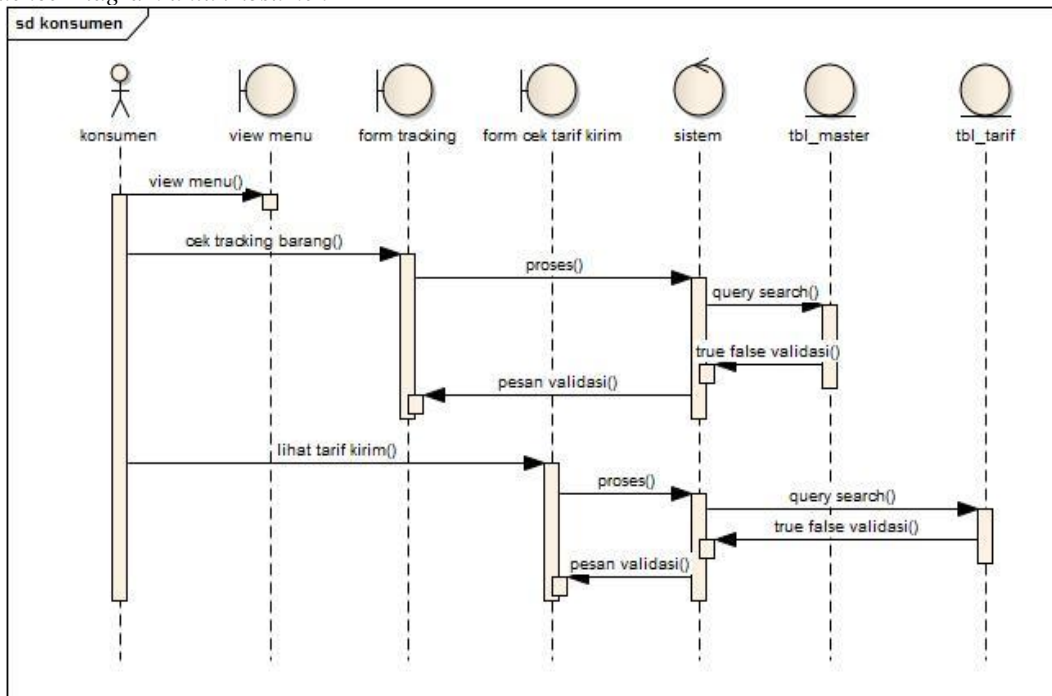 sd konsumen
konsumen
view menu
form tracking
form cek tarif kirim
sistem
tbl_master
tbl_tarif
view menu()
cek tracking barang()
proses()
query search()
true false validasi()
pesan validasi()
lihat tarif kirim()
proses()
query search()
true false validasi()
pesan validasi()